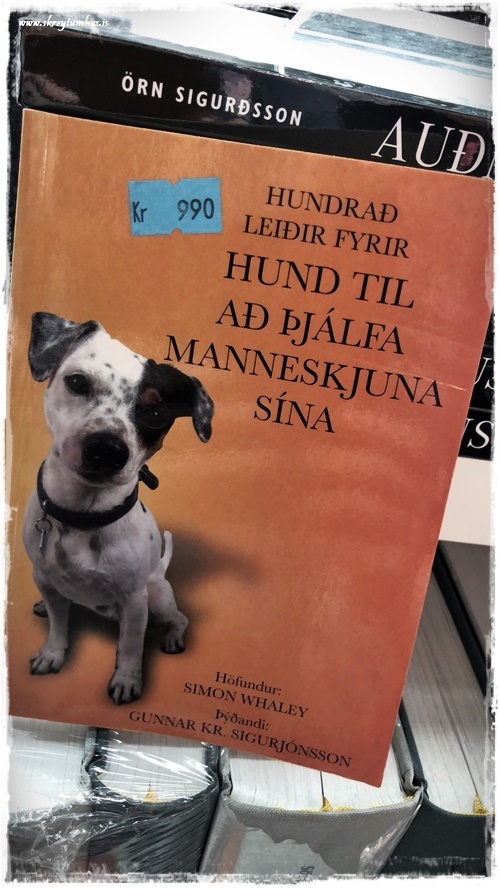 www.skreytumhus.is
ÖRN SIGURÐSSON
AUÐ
Kr 990
HUNDRAÐ
LEIÐIR FYRIR
HUND TIL
AÐ ÞJÁLFA
MANNESKJUNA
SÍNA
Höfundur:
SIMON WHALEY
Þýðandi:
GUNNAR KR. SIGURJÓNSSON